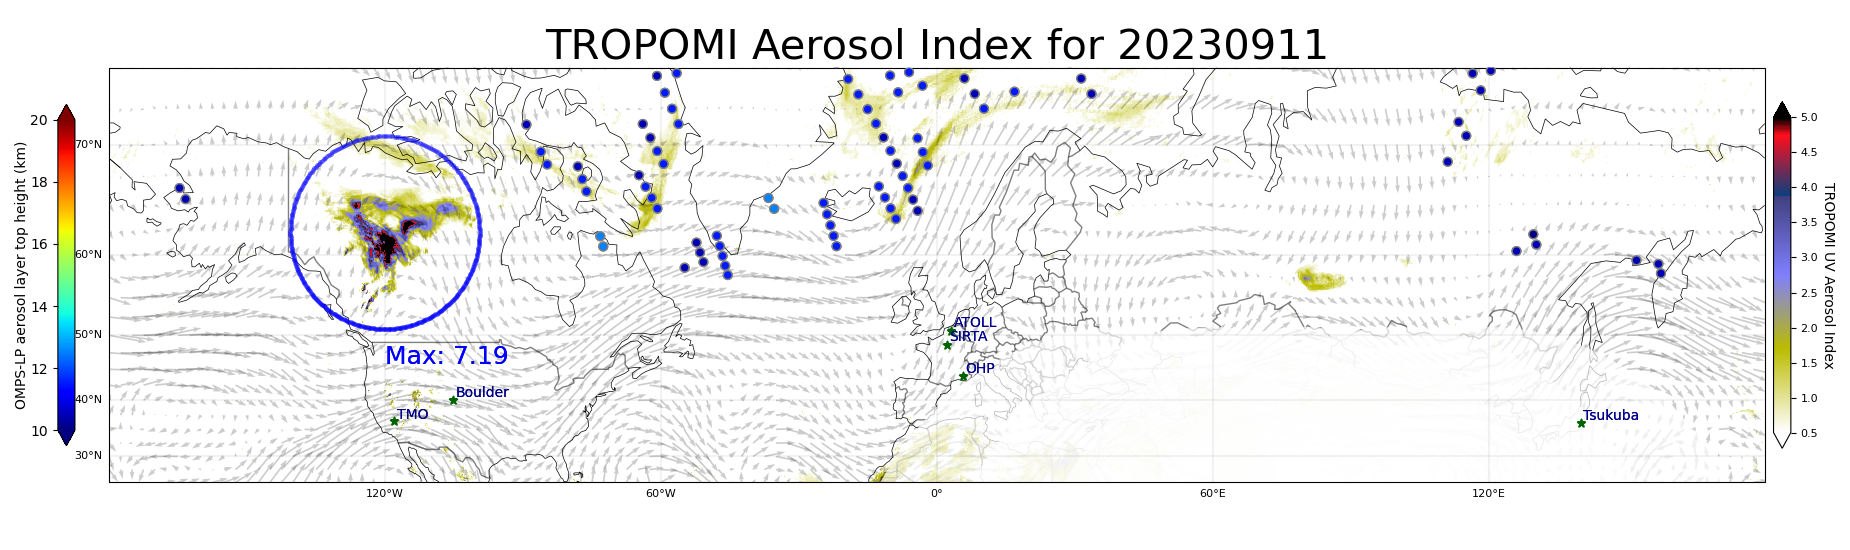 TROPOMI Aerosol Index for 20230911
OMPS-LP aerosol layer top height (km)
20
18
16
14
12
10
70°N
60°N
50°N
40°N
30°N
120°W
60°W
0°
60°E
120°E
Max: 7.19
Boulder
TMO
ATOLL
SIRTA
OHP
Tsukuba
5.0
4.5
4.0
3.5
3.0
2.5
2.0
1.5
1.0
0.5
TROPOMI UV Aerosol Index